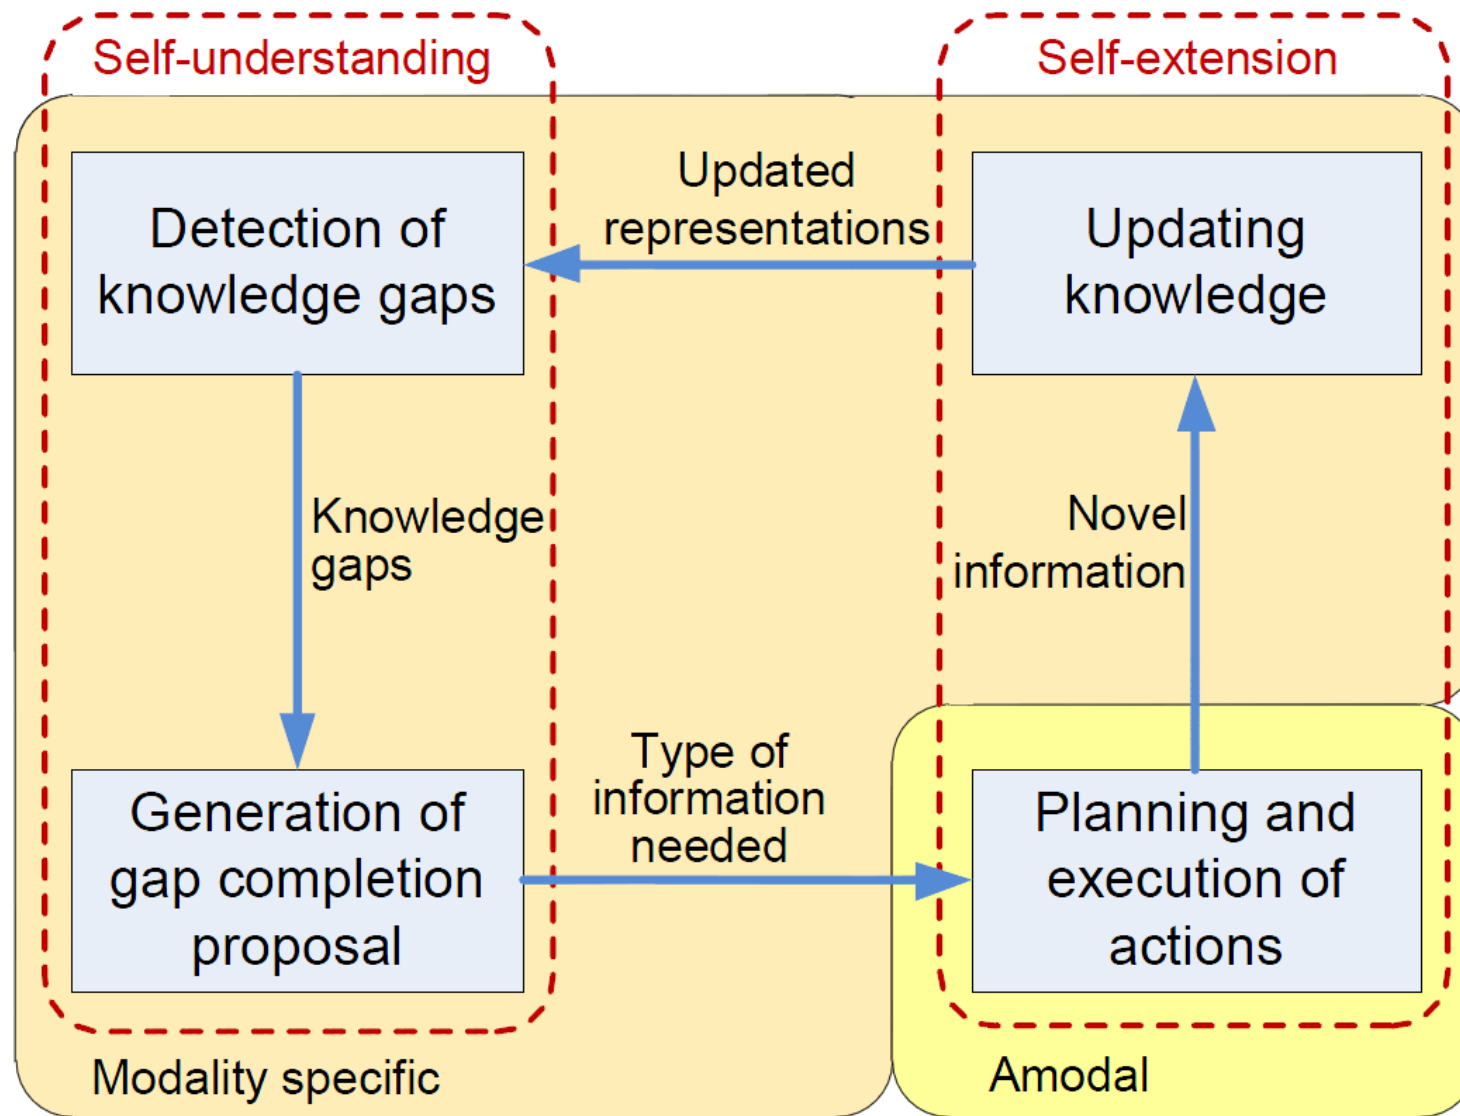 Self-understanding
Self-extension
Detection of
knowledge gaps
Updated
representations
Updating
knowledge
Knowledge
gaps
Novel
information
Generation of
gap completion
proposal
Type of
information
needed
Planning and
execution of
actions
Modality specific
Amodal